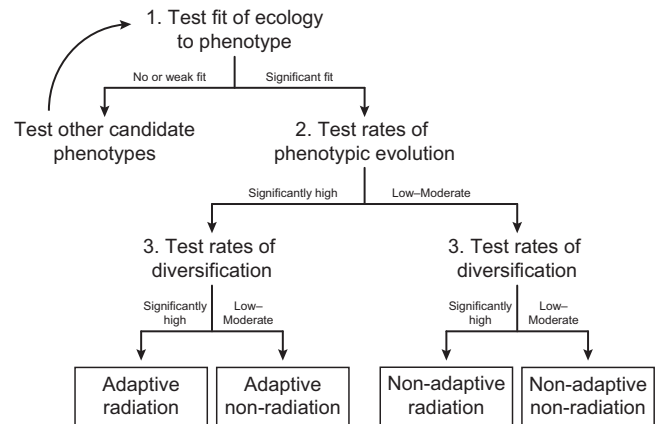 1. Test fit of ecology
to phenotype
No or weak fit
Significant fit
Test other candidate
phenotypes
2. Test rates of
phenotypic evolution
Significantly high
Low–Moderate
3. Test rates of
diversification
3. Test rates of
diversification
Significantly
high
Low–
Moderate
Significantly
high
Low–
Moderate
Adaptive
radiation
Adaptive
non-radiation
Non-adaptive
radiation
Non-adaptive
non-radiation